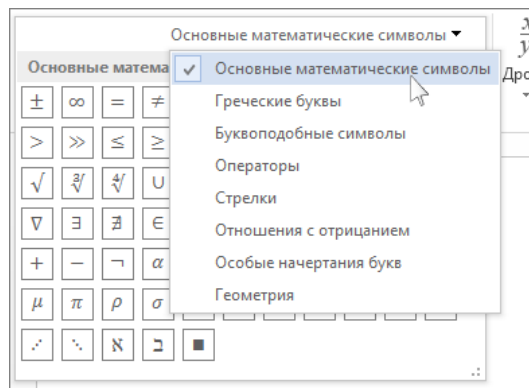 Основные математические символы
Основные матема
Основные математические символы
Греческие буквы
Буквоподобные символы
Операторы
Стрелки
Отношения с отрицанием
Особые начертания букв
Геометрия
± ∞ = ≠
> ≫ ≤ ≥
√ ∛ ∜ ∪
∇ ∃ ∄ ∈
+ − ¬ α
μ π ρ σ
⋰ ⋱ ℵ ℶ ∎
x
y
Дро